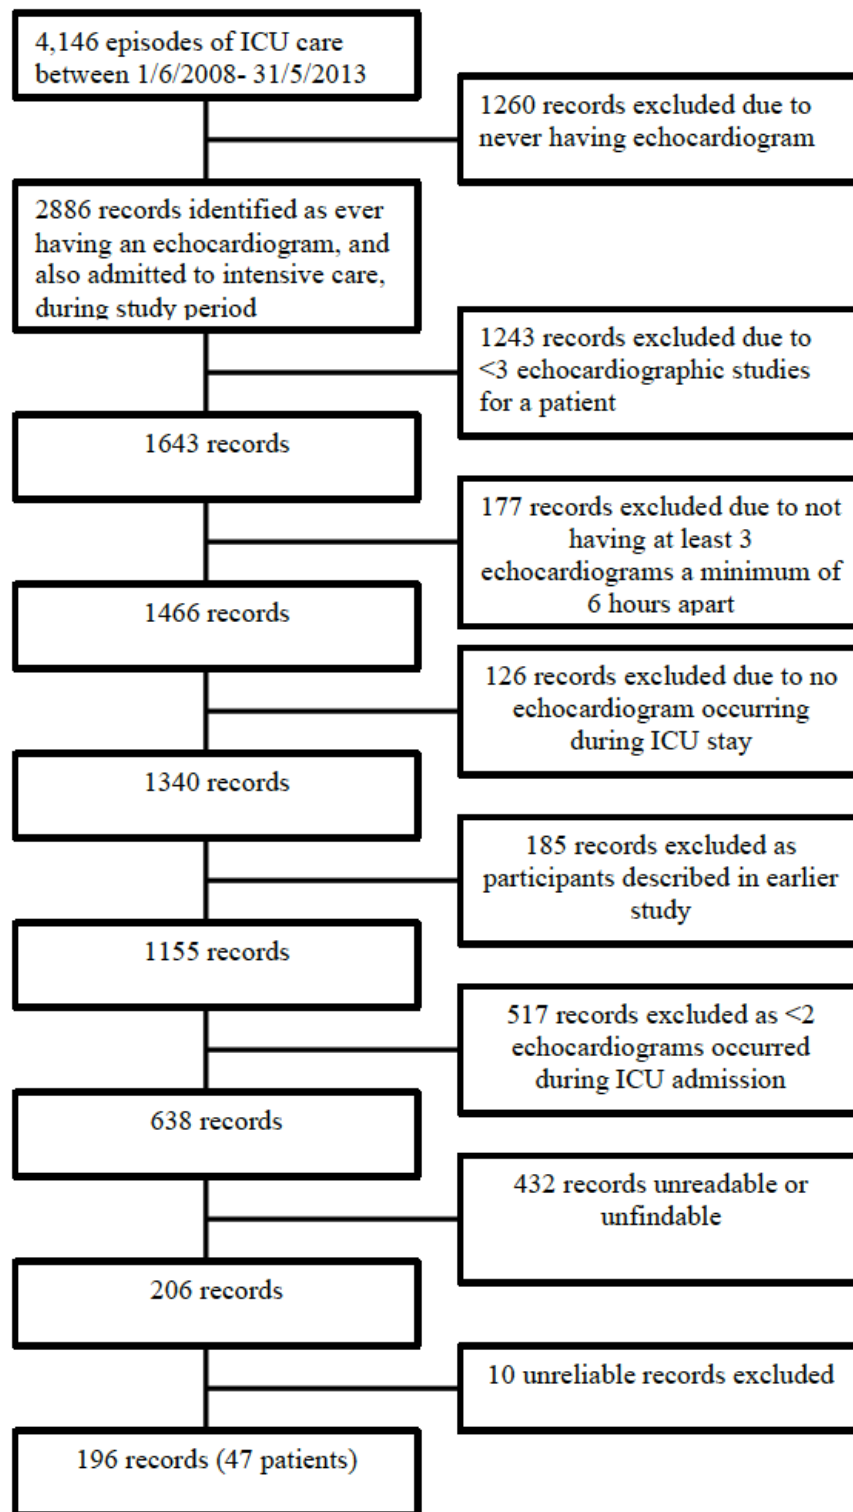 4,146 episodes of ICU care
between 1/6/2008- 31/5/2013
1260 records excluded due to
never having echocardiogram
2886 records identified as ever
having an echocardiogram, and
also admitted to intensive care,
during study period
1243 records excluded due to
<3 echocardiographic studies
for a patient
1643 records
177 records excluded due to not
having at least 3
echocardiograms a minimum of
6 hours apart
1466 records
126 records excluded due to no
echocardiogram occurring
during ICU stay
1340 records
185 records excluded as
participants described in earlier
study
1155 records
517 records excluded as <2
echocardiograms occurred
during ICU admission
638 records
432 records unreadable or
unfindable
206 records
10 unreliable records excluded
196 records (47 patients)